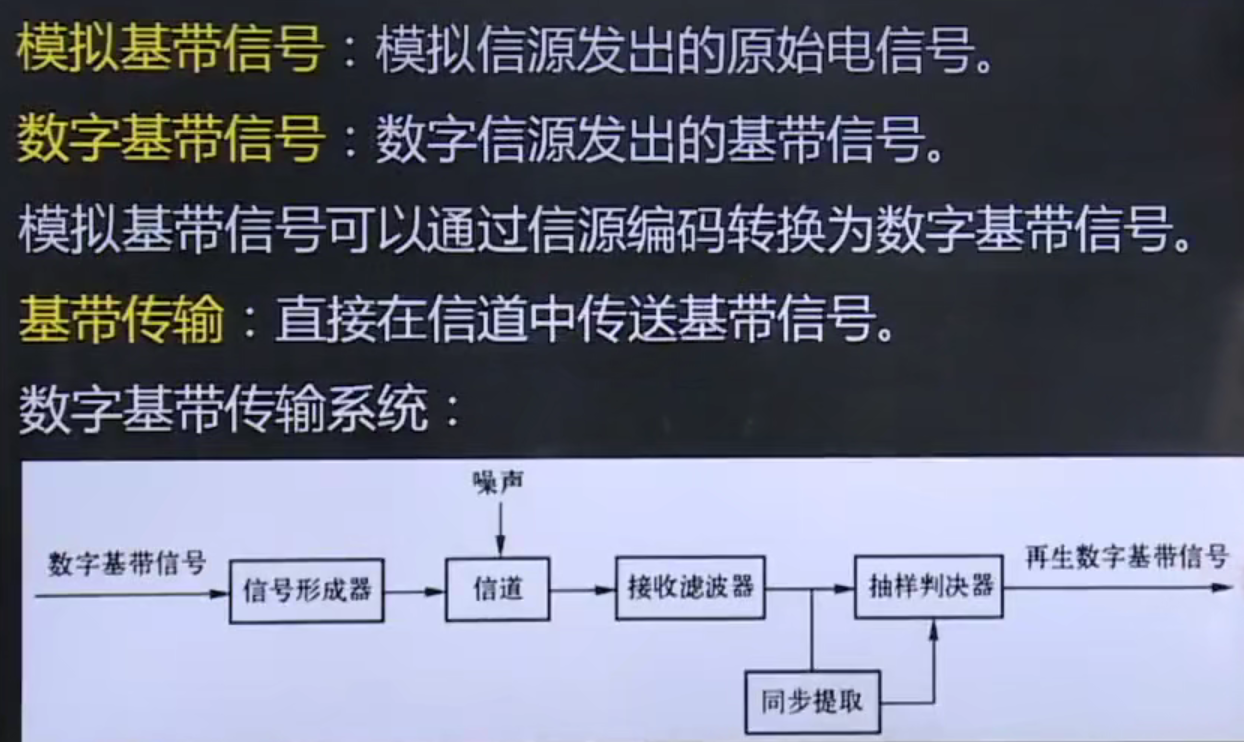 模拟基带信号：模拟信源发出的原始电信号。
数字基带信号：数字信源发出的基带信号。
模拟基带信号可以通过信源编码转换为数字基带信号。
基带传输：直接在信道中传送基带信号。
数字基带传输系统：
噪声
数字基带信号
信号形成器
信道
接收滤波器
抽样判决器
再生数字基带信号
同步提取